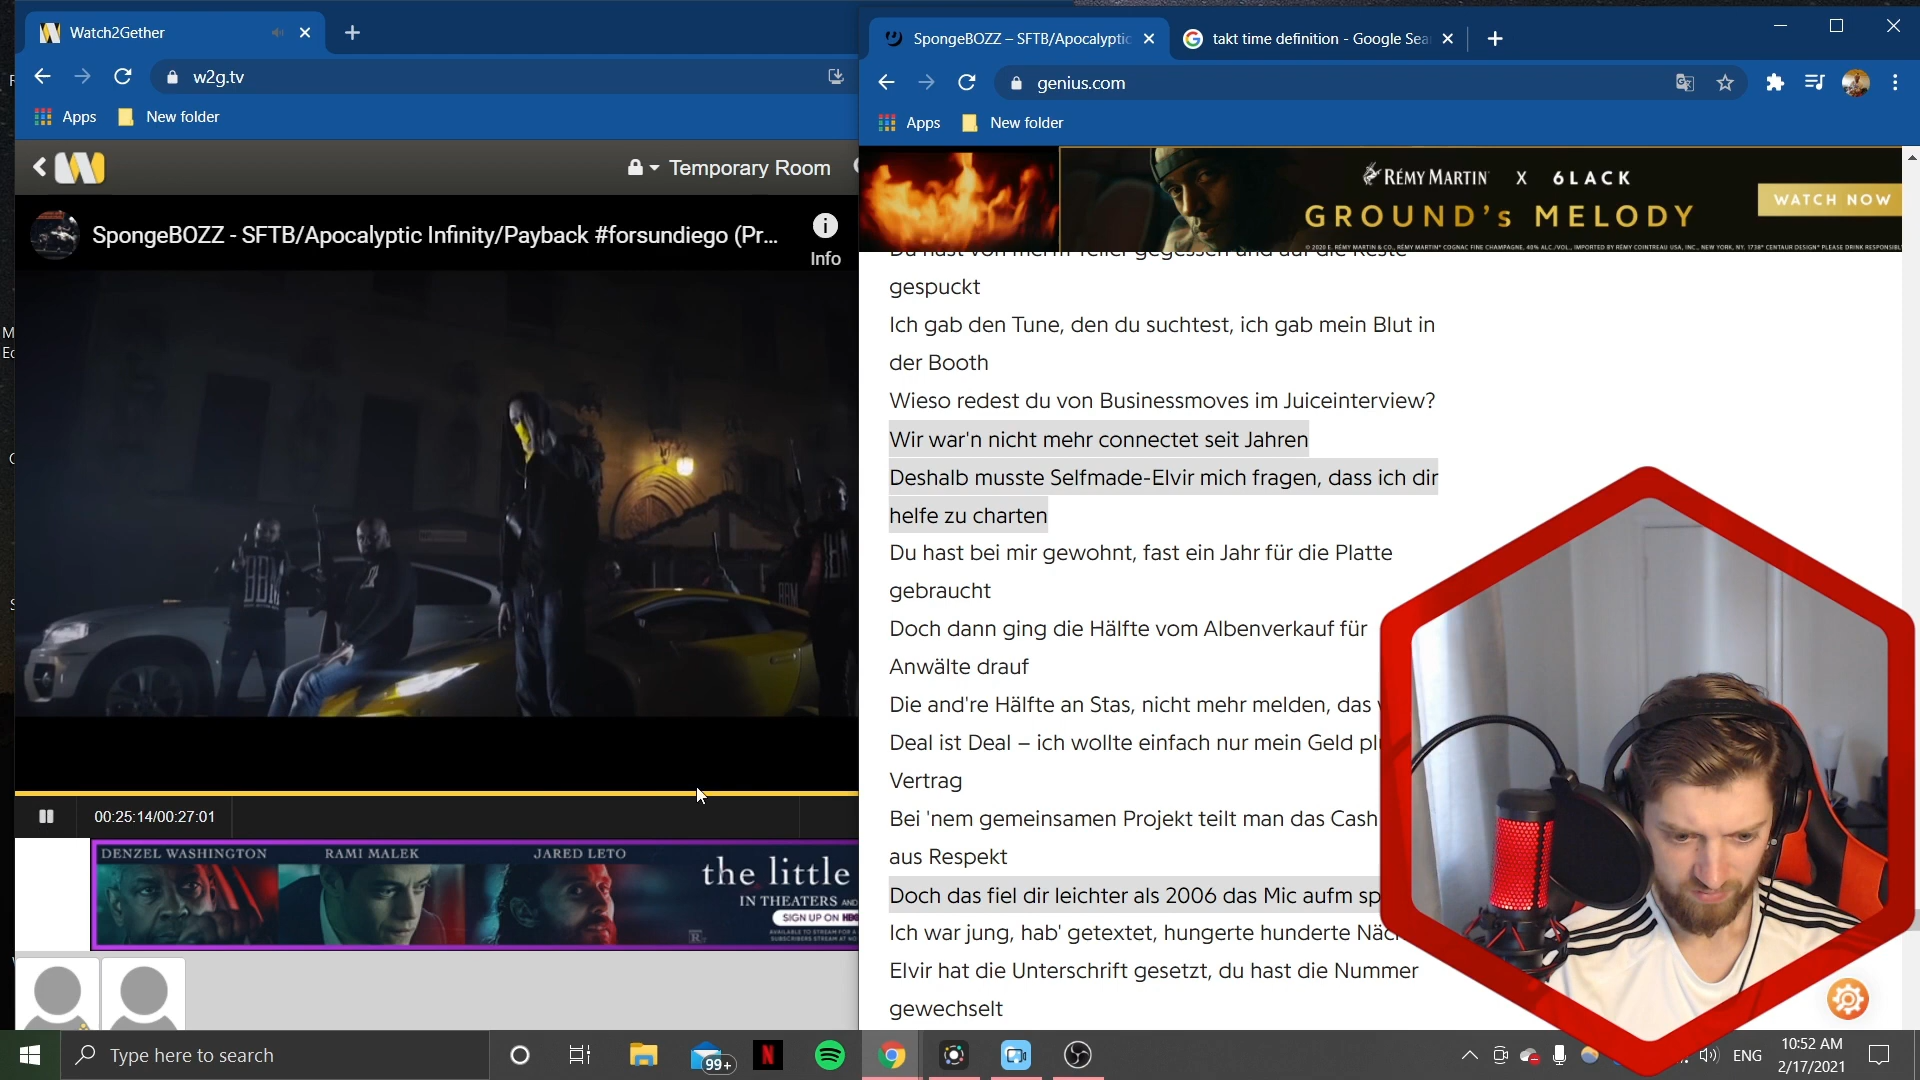 Watch2Gether
w2g.tv
Apps
New folder
Temporary Room
SpongeBOZZ - SFTB/Apocalyptic Infinity/Payback #forsundiego (Pr...
Info
BBM
00:25:14/00:27:01
DENZEL WASHINGTON RAMI MALEK JARED LETO
the little
IN THEATERS
SIGN UP ON
SpongeBOZZ – SFTB/Apocalyptic
takt time definition - Google Sea
genius.com
Apps
New folder
RÉMY MARTIN X 6LACK
GROUND's MELODY
WATCH NOW
gespuckt
Ich gab den Tune, den du suchtest, ich gab mein Blut in
der Booth
Wieso redest du von Businessmoves im Juiceinterview?
Wir war'n nicht mehr connectet seit Jahren
Deshalb musste Selfmade-Elvir mich fragen, dass ich dir
helfe zu charten
Du hast bei mir gewohnt, fast ein Jahr für die Platte
gebraucht
Doch dann ging die Hälfte vom Albenverkauf für
Anwälte drauf
Die and're Hälfte an Stas, nicht mehr melden, das
Deal ist Deal – ich wollte einfach nur mein Geld
Vertrag
Bei 'nem gemeinsamen Projekt teilt man das Cash
aus Respekt
Doch das fiel dir leichter als 2006 das Mic aufm
Ich war jung, hab' getextet, hungerte hunderte
Elvir hat die Unterschrift gesetzt, du hast die Nummer
gewechselt
Type here to search
99+
ENG
10:52 AM
2/17/2021